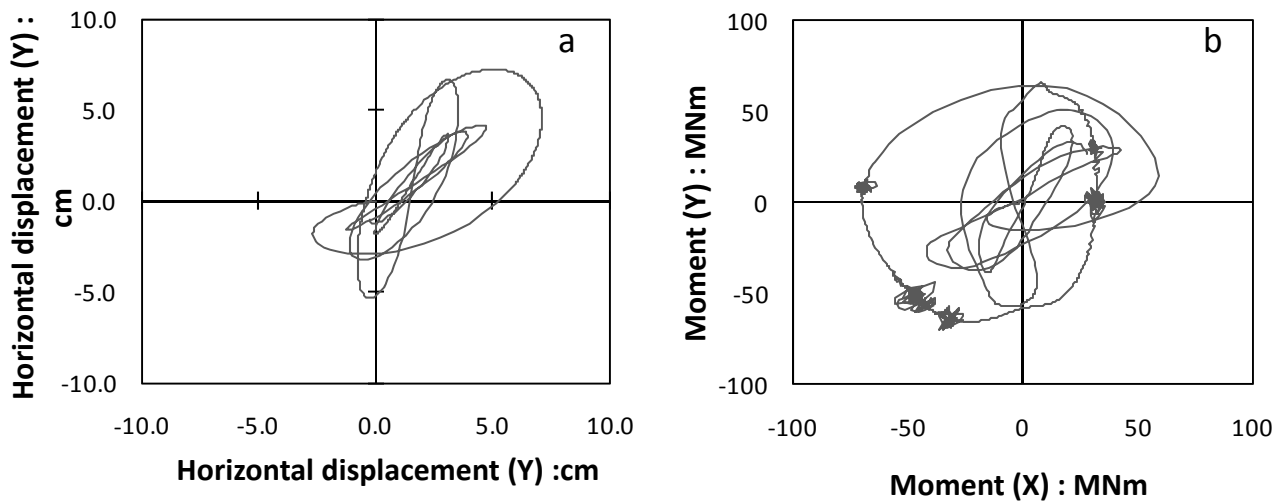 Horizontal displacement (Y) :
cm
10.0
5.0
0.0
-5.0
-10.0
a
-10.0 -5.0 0.0 5.0 10.0
Horizontal displacement (Y) :cm
Moment (Y) : MNm
100
50
0
-50
-100
b
-100 -50 0 50 100
Moment (X) : MNm